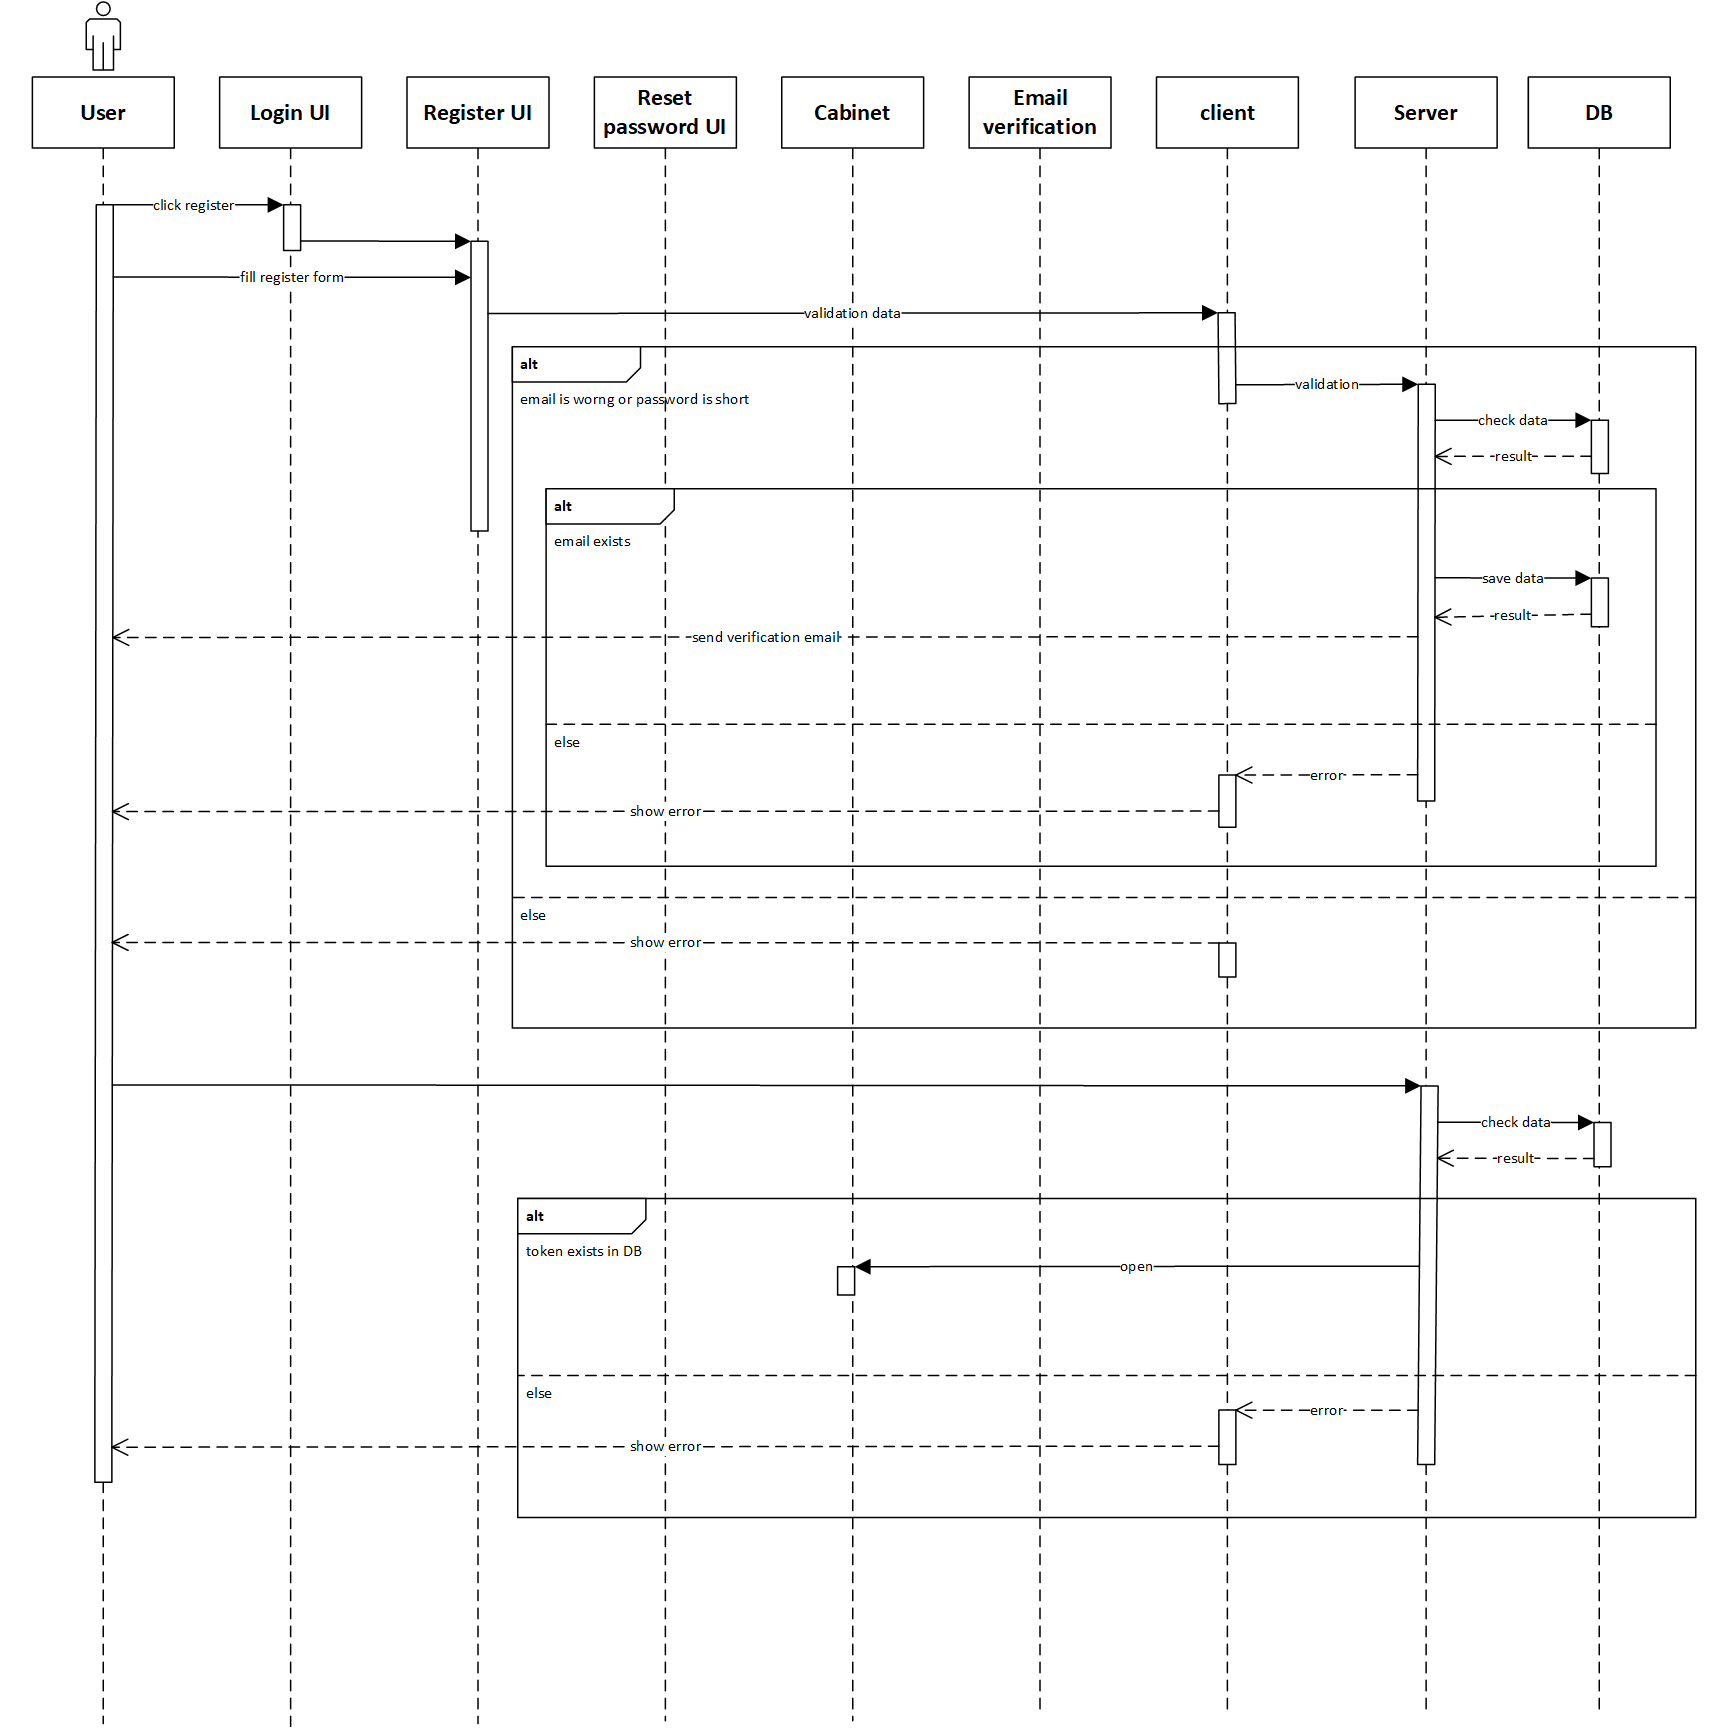 User
Login UI
Register UI
Reset
password UI
Cabinet
Email
verification
client
Server
DB
click register
fill register form
validation data
alt
email is worng or password is short
validation
check data
result
alt
email exists
save data
result
send verification email
else
error
show error
else
show error
check data
result
alt
token exists in DB
open
else
error
show error